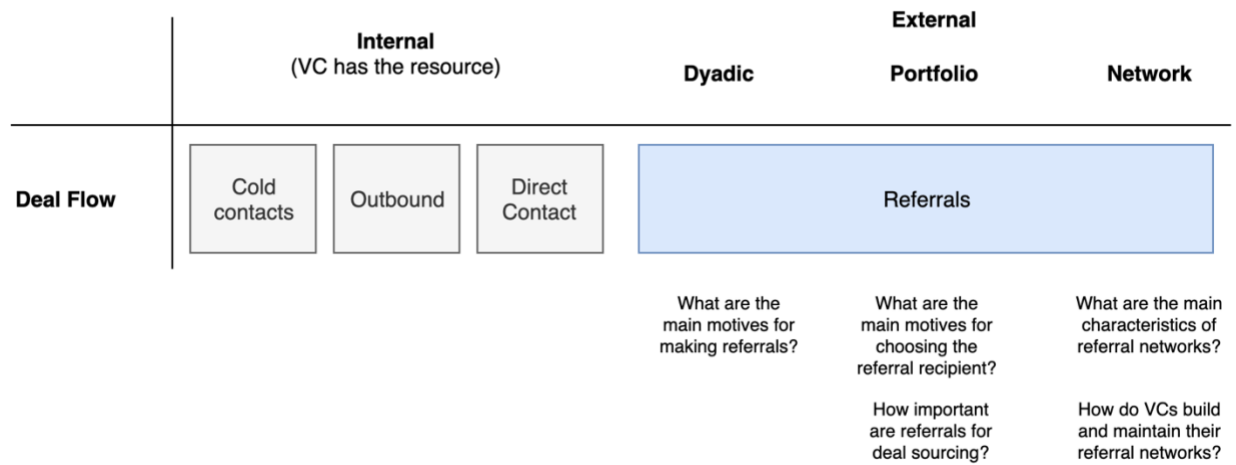 External
Internal
(VC has the resource)
Dyadic
Portfolio
Network
Deal Flow
Cold
contacts
Outbound
Direct
Contact
Referrals
What are the
main motives for
making referrals?
What are the
main motives for
choosing the
referral recipient?
What are the main
characteristics of
referral networks?
How important
are referrals for
deal sourcing?
How do VCs build
and maintain their
referral networks?